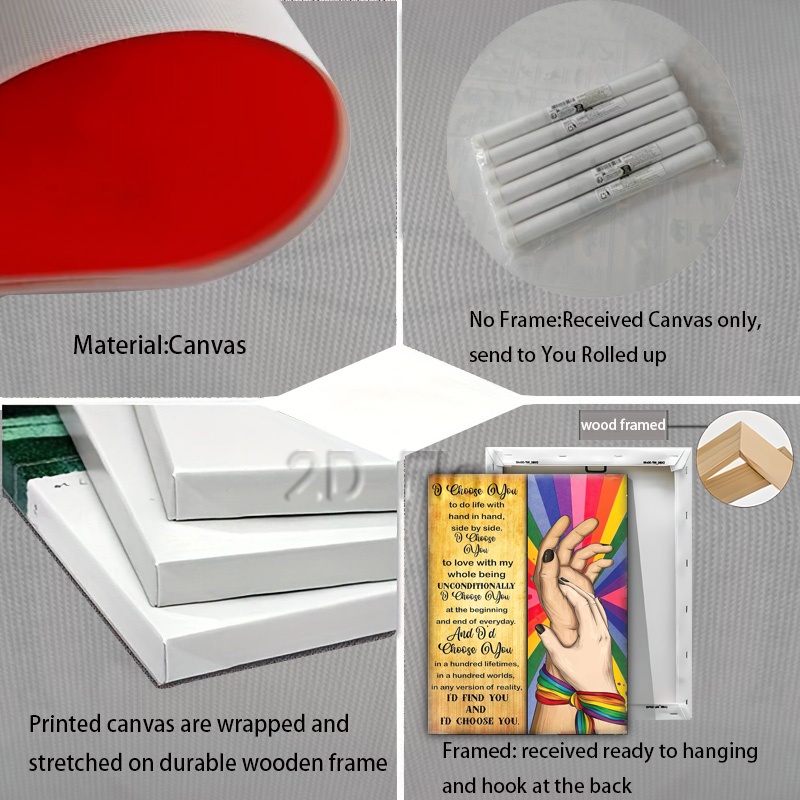 Material:Canvas
No Frame:Received Canvas only,
send to You Rolled up
2D
wood framed
I Choose You
to do life with
hand in hand,
side by side.
I Choose
You
to love with my
whole being
UNCONDITIONALLY
I Choose You
at the beginning
and end of everyday.
And I'd
Choose You
in a hundred lifetimes,
in a hundred worlds,
in any version of reality,
I'D FIND YOU
AND
I'D CHOOSE YOU.
Printed canvas are wrapped and
stretched on durable wooden frame
Framed: received ready to hanging
and hook at the back